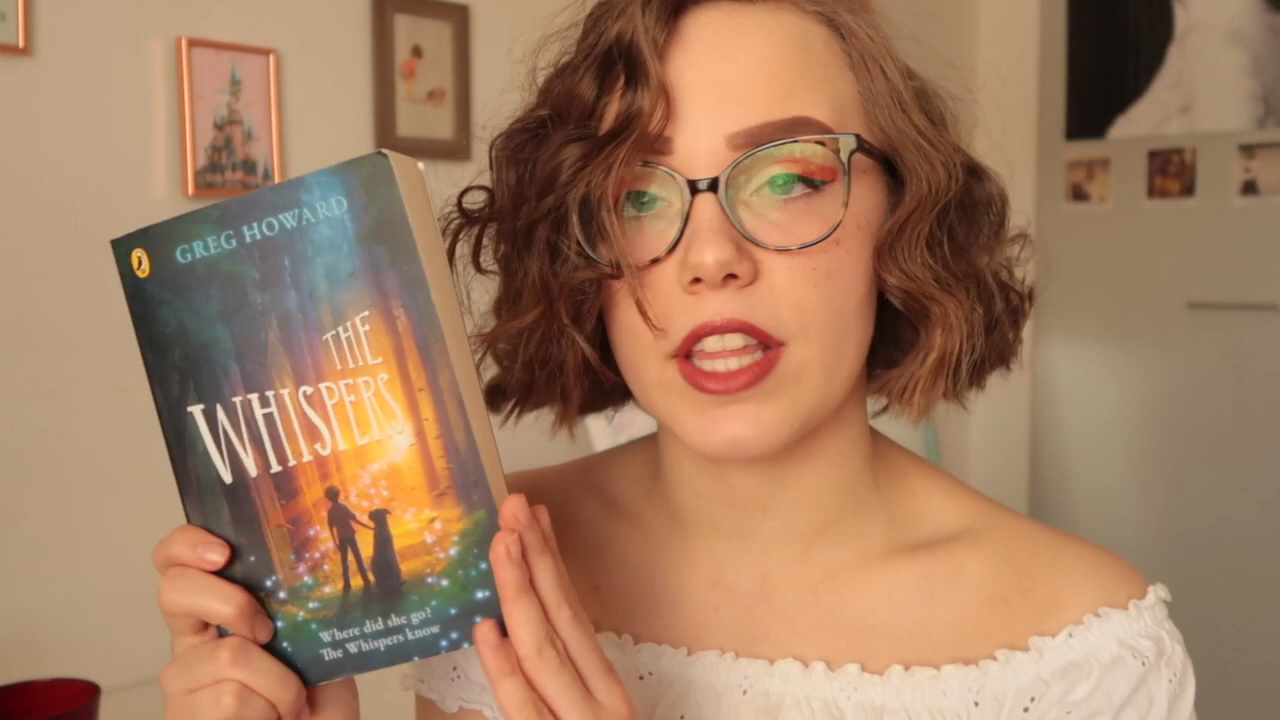 GREG HOWARD
THE
WHISPERS
Where did she go?
The Whispers know